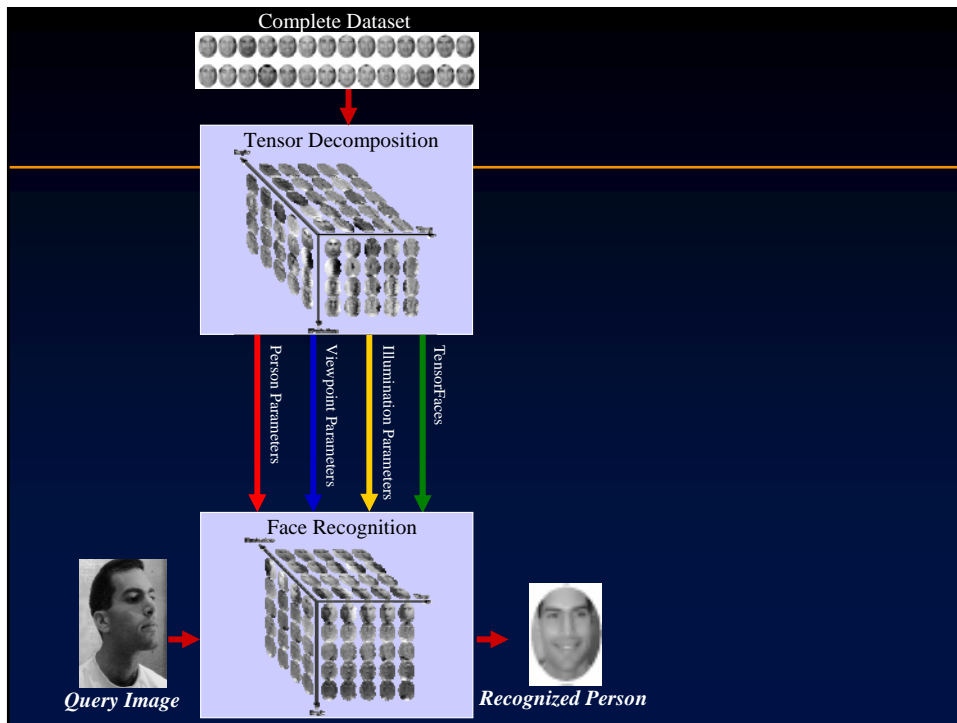 Complete Dataset
Tensor Decomposition
Person Parameters
Viewpoint Parameters
Illumination Parameters
TensorFaces
Face Recognition
Query Image
Recognized Person